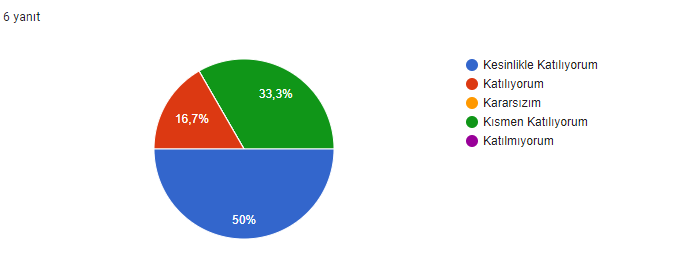 6 yanıt
33,3%
16,7%
50%
Kesinlikle Katılıyorum
Katılıyorum
Kararsızım
Kısmen Katılıyorum
Katılmıyorum